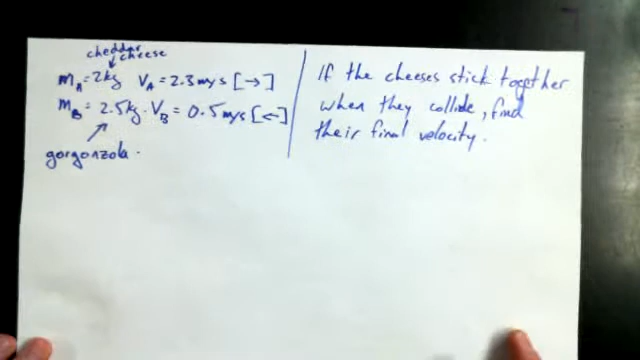 cheddar cheese
mA = 2kg VA = 2.3 m/s [→]
mB = 2.5kg. VB = 0.5 m/s [←]
gorgonzola.
If the cheeses stick together
when they collide, find
their final velocity.